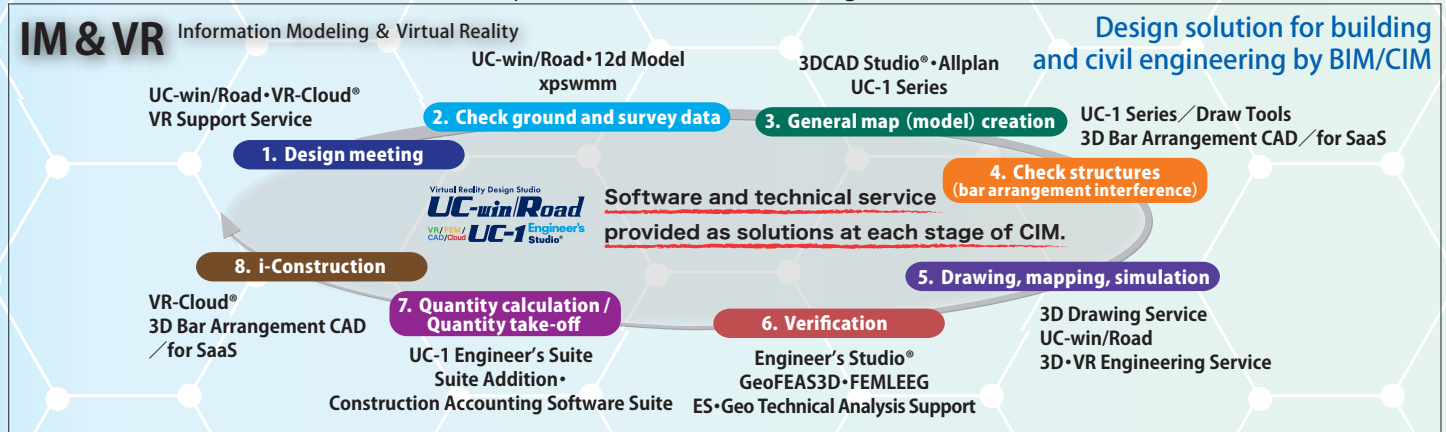 IM & VR Information Modeling & Virtual Reality
Design solution for building
and civil engineering by BIM/CIM
UC-win/Road・VR-Cloud®
VR Support Service
1. Design meeting
UC-win/Road・12d Model
xpswmm
2. Check ground and survey data
3DCAD Studio®・Allplan
UC-1 Series
3. General map (model) creation
UC-1 Series／Draw Tools
3D Bar Arrangement CAD／for SaaS
4. Check structures
(bar arrangement interference)
Virtual Reality Design Studio
UC-win/Road
VR/FEM/
CAD/Cloud UC-1 Engineer's
Studio®
Software and technical service
provided as solutions at each stage of CIM.
5. Drawing, mapping, simulation
3D Drawing Service
UC-win/Road
3D・VR Engineering Service
6. Verification
Engineer's Studio®
GeoFEAS3D・FEMLEEG
ES・Geo Technical Analysis Support
7. Quantity calculation /
Quantity take-off
UC-1 Engineer's Suite
Suite Addition・
Construction Accounting Software Suite
8. i-Construction
VR-Cloud®
3D Bar Arrangement CAD
／for SaaS